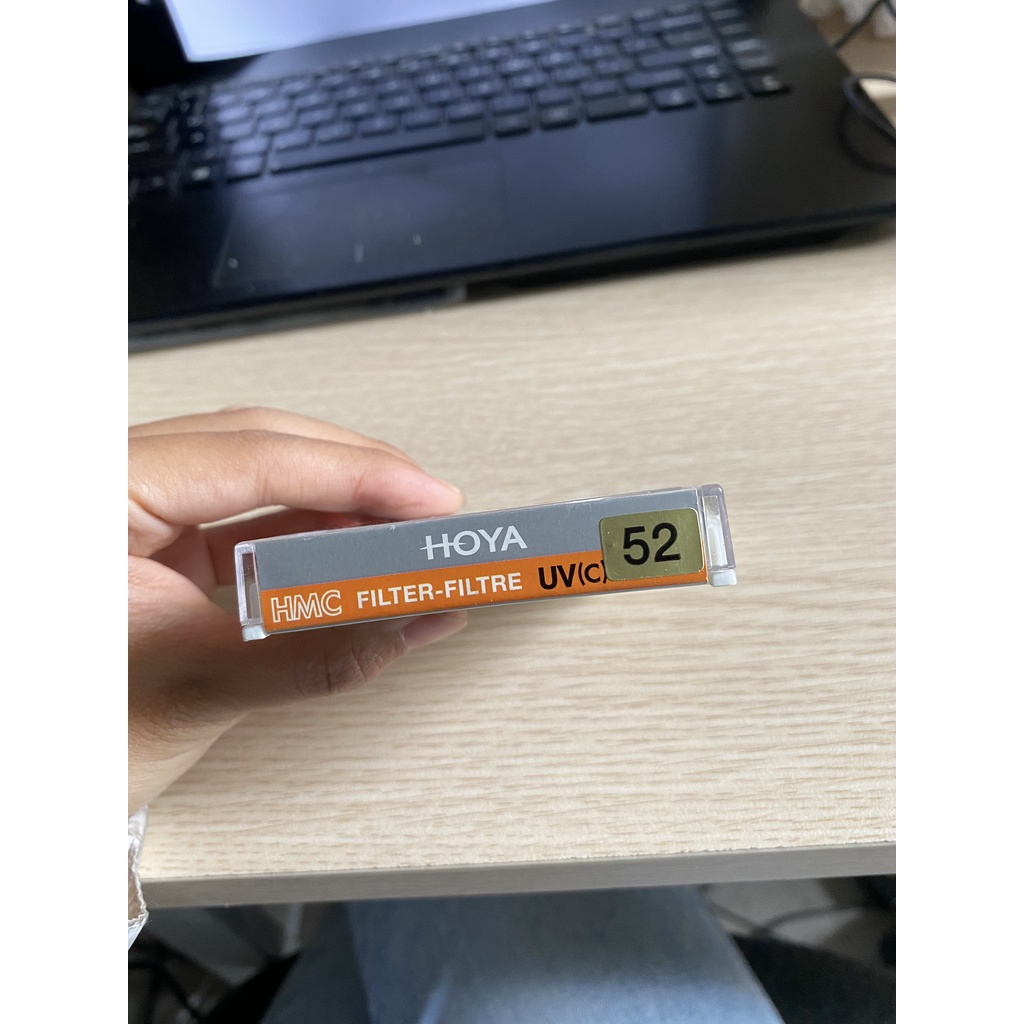 HOYA
52
HMC FILTER-FILTRE UV(C)